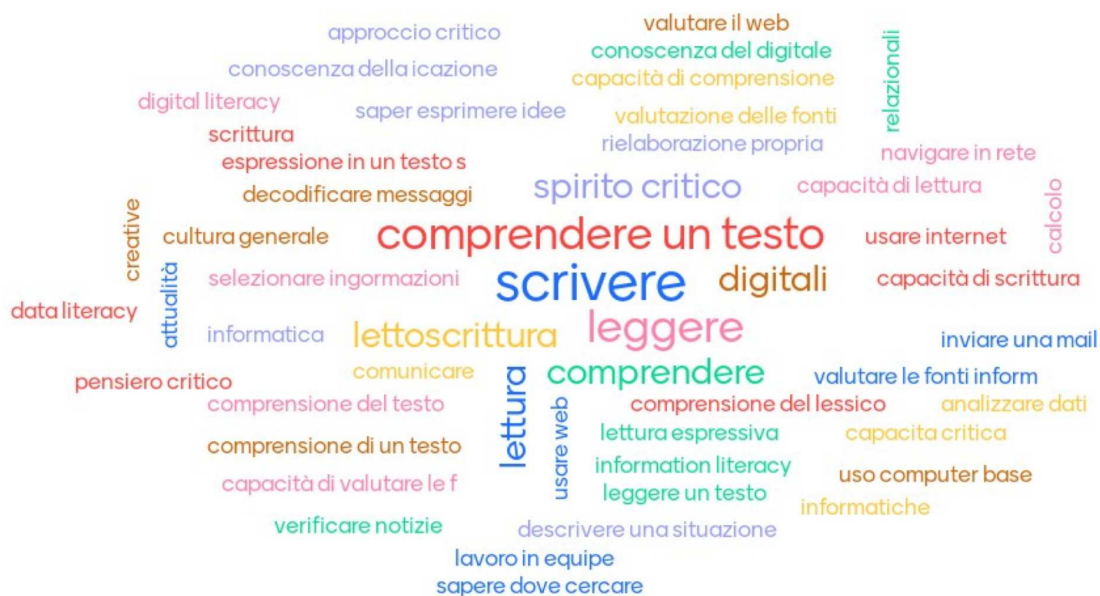 valutare il web
approccio critico
conoscenza del digitale
relazionali
conoscenza della icazione
capacità di comprensione
digital literacy
saper esprimere idee
valutazione delle fonti
scrittura
rielaborazione propria
navigare in rete
espressione in un testo s
decodificare messaggi
spirito critico
capacità di lettura
calcolo
creative
cultura generale
comprendere un testo
usare internet
selezionare ingormazioni
scrivere
digitali
capacità di scrittura
data literacy
attualità
informatica
lettoscrittura
leggere
inviare una mail
pensiero critico
comunicare
lettura
comprendere
valutare le fonti inform
comprensione del testo
usare web
comprensione del lessico
analizzare dati
comprensione di un testo
lettura espressiva
capacita critica
capacità di valutare le f
information literacy
uso computer base
leggere un testo
informatiche
verificare notizie
descrivere una situazione
lavoro in equipe
sapere dove cercare